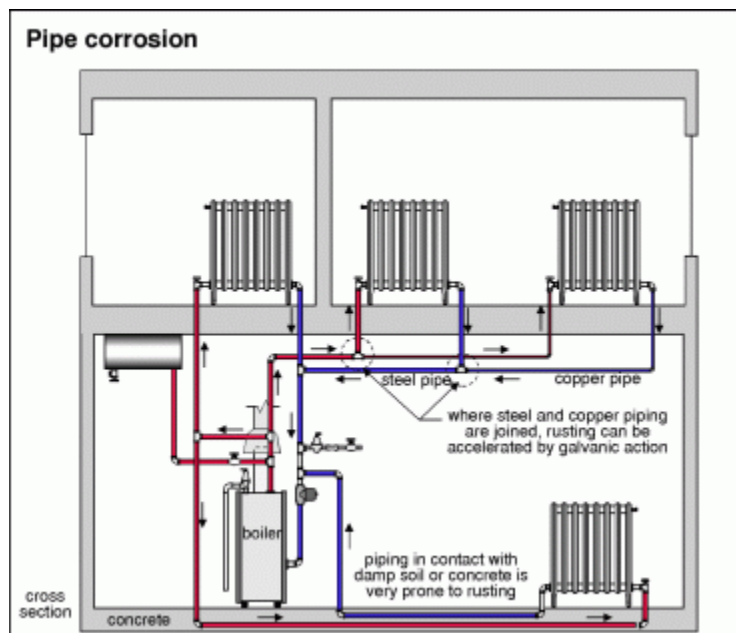 Pipe corrosion
steel pipe
copper pipe
where steel and copper piping
are joined, rusting can be
accelerated by galvanic action
boiler
piping in contact with
damp soil or concrete is
very prone to rusting
cross
section
concrete